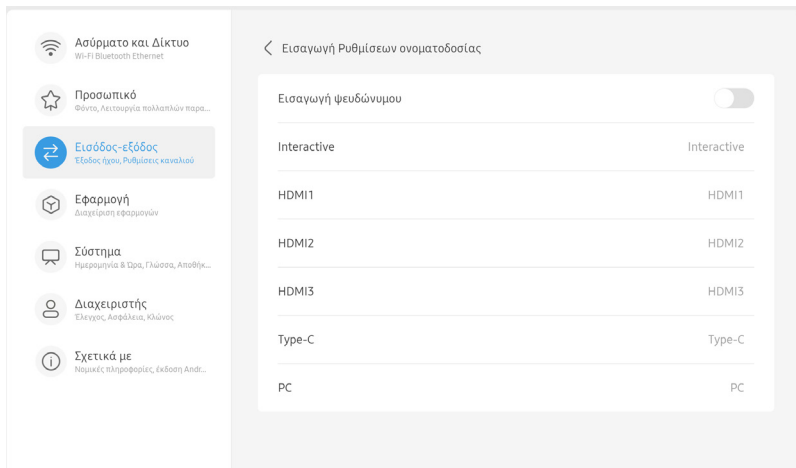 Ασύρματο και Δίκτυο
Wi-Fi Bluetooth Ethernet
Προσωπικό
Φόντο, Λειτουργία πολλαπλών παρα...
Εισόδος-εξόδος
Έξοδος ήχου, Ρυθμίσεις καναλιού
Εφαρμογή
Διαχείριση εφαρμογών
Σύστημα
Ημερομηνία & Ώρα, Γλώσσα, Αποθήκ...
Διαχειριστής
Έλεγχος, Ασφάλεια, Κλώνος
Σχετικά με
Νομικές πληροφορίες, έκδοση Andr...
Εισαγωγή Ρυθμίσεων ονοματοδοσίας
Εισαγωγή ψευδώνυμου
Interactive Interactive
HDMI1 HDMI1
HDMI2 HDMI2
HDMI3 HDMI3
Type-C Type-C
PC PC